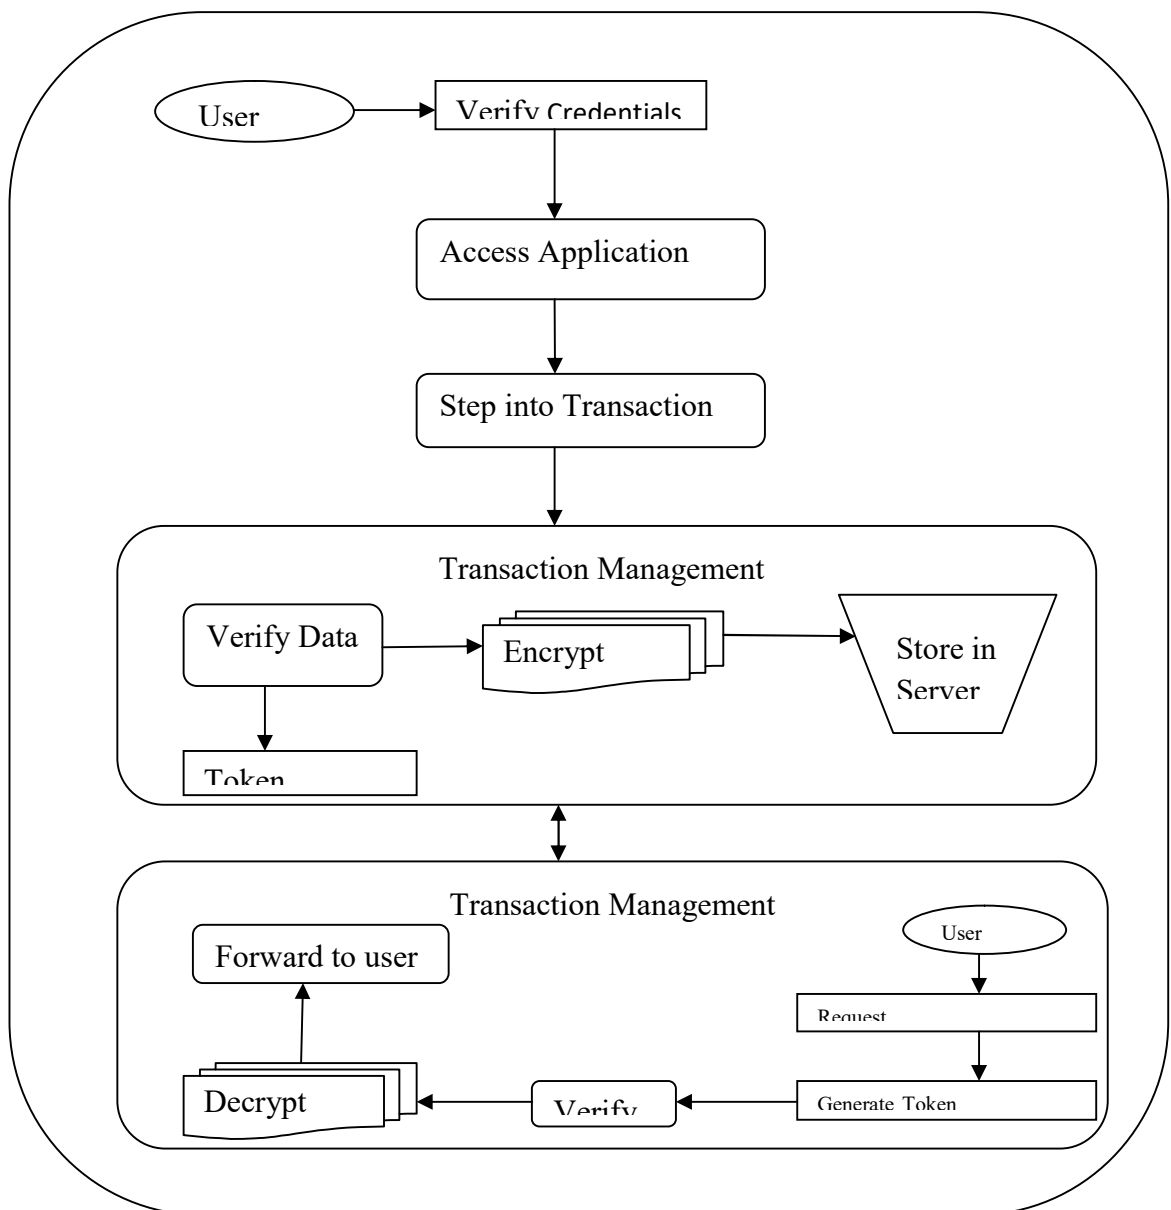 User
Verify Credentials
Access Application
Step into Transaction
Transaction Management
Verify Data
Encrypt
Store in
Server
Token
Transaction Management
Forward to user
User
Request
Decrypt
Verify
Generate Token